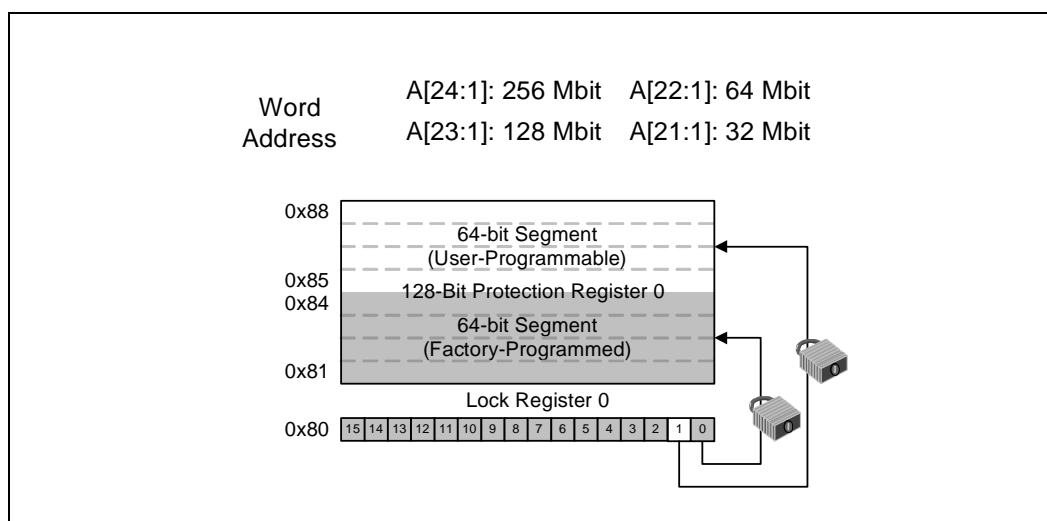 Word
Address
A[24:1]: 256 Mbit A[22:1]: 64 Mbit
A[23:1]: 128 Mbit A[21:1]: 32 Mbit
0x88
64-bit Segment
(User-Programmable)
0x85
128-Bit Protection Register 0
0x84
64-bit Segment
(Factory-Programmed)
0x81
Lock Register 0
0x80 15 14 13 12 11 10 9 8 7 6 5 4 3 2 1 0